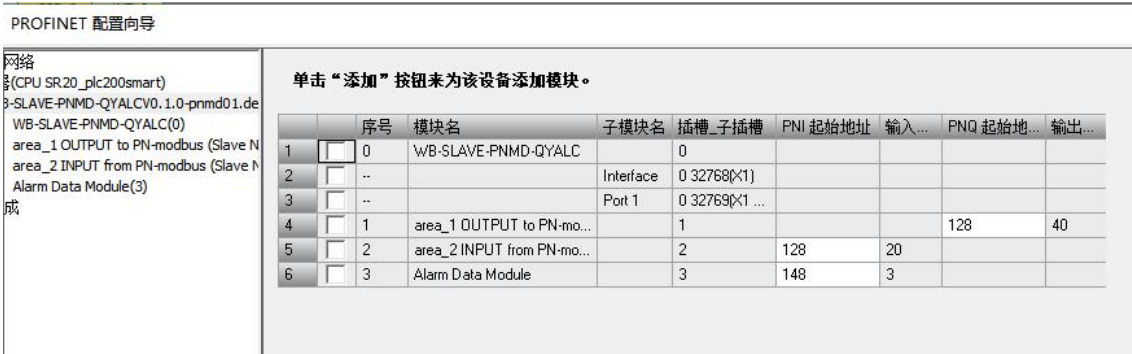 PROFINET 配置向导
网络
(CPU SR20_plc200smart)
-SLAVE-PNMD-QYALCV0.1.0-pnmd01.de
WB-SLAVE-PNMD-QYALC(0)
area_1 OUTPUT to PN-modbus (Slave N
area_2 INPUT from PN-modbus (Slave N
Alarm Data Module(3)
成
单击“添加”按钮来为该设备添加模块。
序号 模块名 子模块名 插槽_子插槽 PNI 起始地址 输入... PNQ 起始地... 输出...
1 0 WB-SLAVE-PNMD-QYALC 0
2 -- Interface 0 32768(X1)
3 -- Port 1 0 32769(X1 ...
4 1 area_1 OUTPUT to PN-mo... 1 128 40
5 2 area_2 INPUT from PN-mo... 2 128 20
6 3 Alarm Data Module 3 148 3